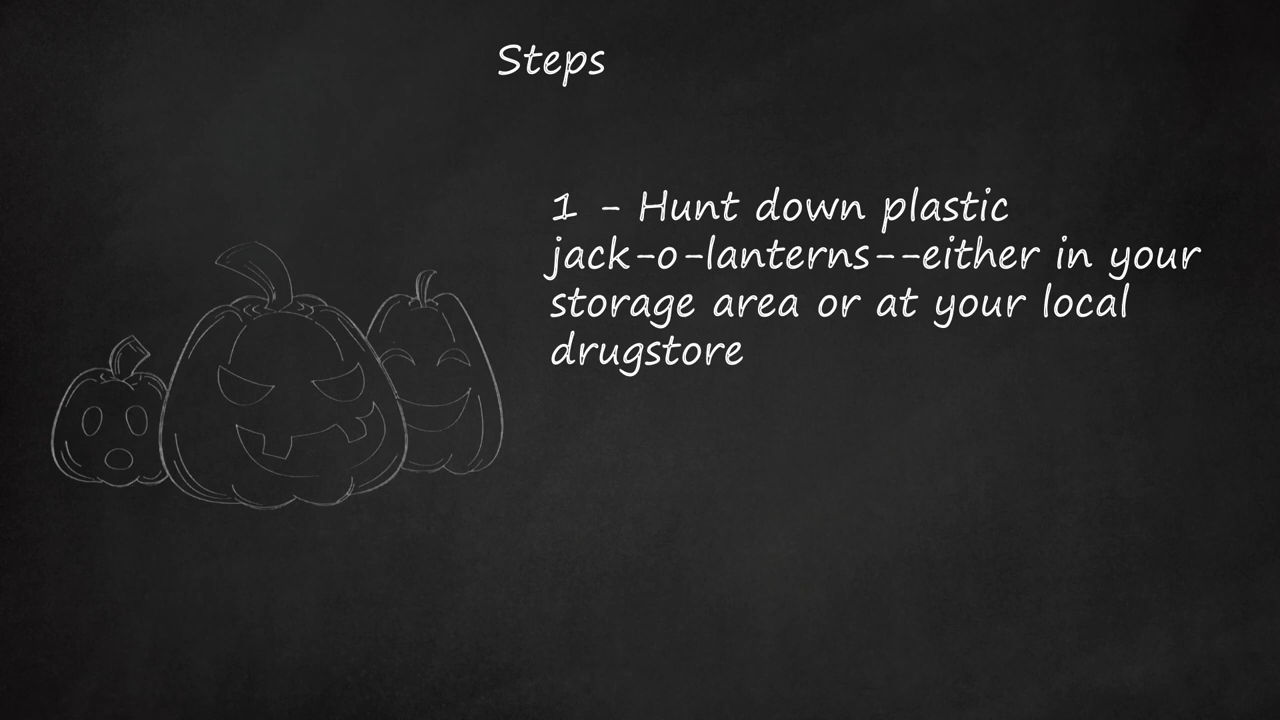 Steps
1 - Hunt down plastic
jack-o-lanterns--either in your
storage area or at your local
drugstore